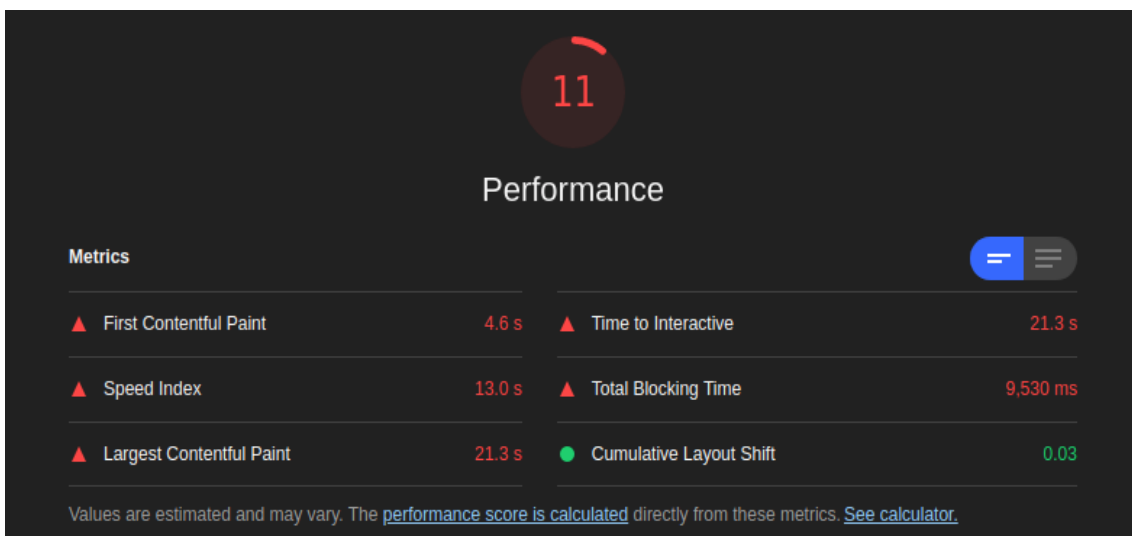 11
Performance
Metrics
First Contentful Paint 4.6 s
Time to Interactive 21.3 s
Speed Index 13.0 s
Total Blocking Time 9,530 ms
Largest Contentful Paint 21.3 s
Cumulative Layout Shift 0.03
Values are estimated and may vary. The performance score is calculated directly from these metrics. See calculator.